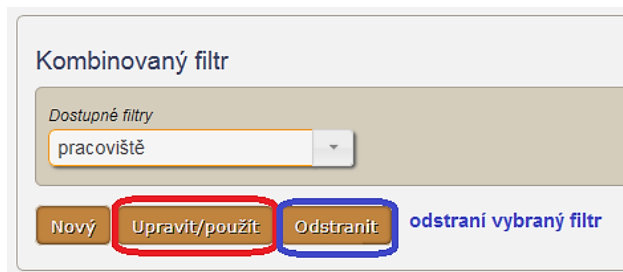 Kombinovaný filtr
Dostupné filtry
pracoviště
Nový Upravit/použít Odstranit odstraní vybraný filtr